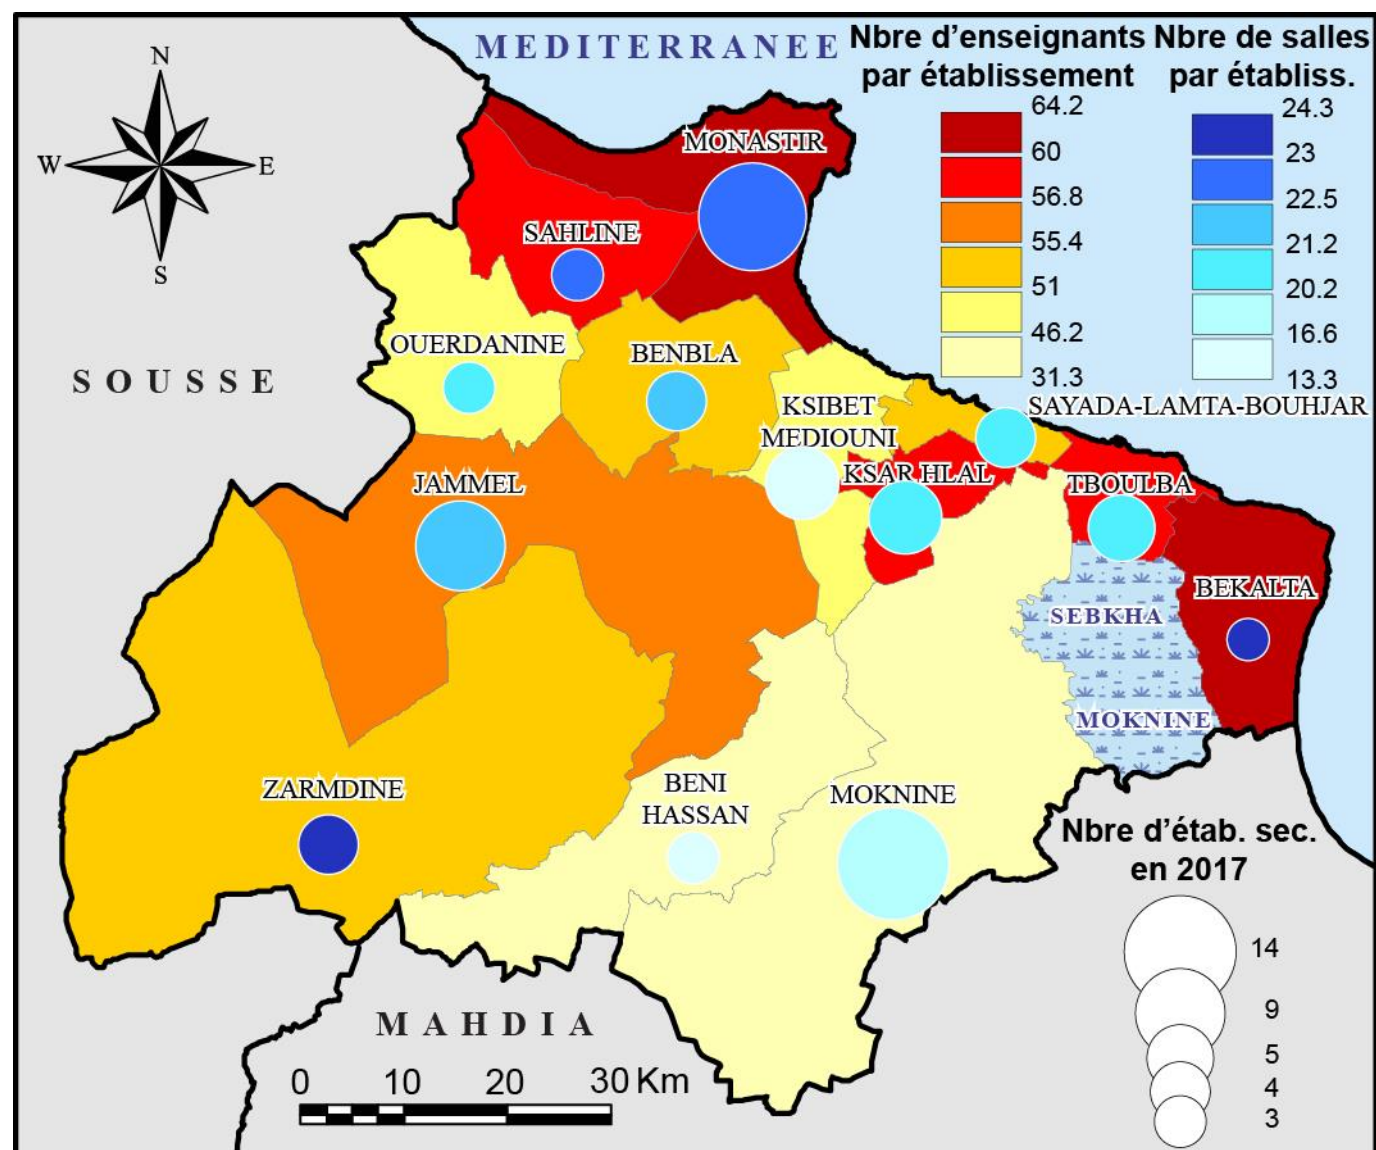 MEDITERRANEE
Nbre d'enseignants
par établissement
64.2
60
56.8
55.4
51
46.2
31.3
Nbre de salles
par établiss.
24.3
23
22.5
21.2
20.2
16.6
13.3
N
W
E
S
MONASTIR
SAHLINE
OUERDANINE
BENBLA
SOUSSE
KSIBET
MEDIOUNI
SAYADA-LAMTA-BOUHJAR
JAMMEL
KSAR HLAL
TBOULBA
BEKALTA
SEBKHA
MOKNINE
ZARMDINE
BENI
HASSAN
MOKNINE
Nbre d'étab. sec.
en 2017
14
9
5
4
3
MAHDIA
0 10 20 30 Km